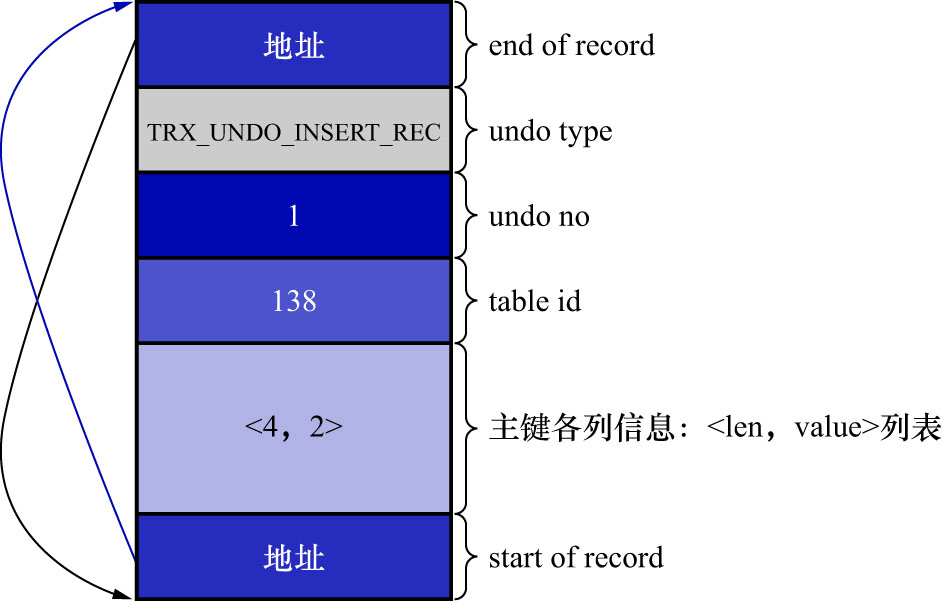 地址 end of record
TRX_UNDO_INSERT_REC undo type
1 undo no
138 table id
<4，2> 主键各列信息：<len，value>列表
地址 start of record